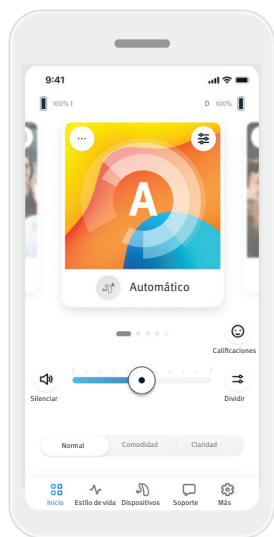 9:41
100% I
D 100%
A
A
Automático
Calificaciones
Silenciar
Dividir
Normal Comodidad Claridad
Inicio Estilo de vida Dispositivos Soporte Más